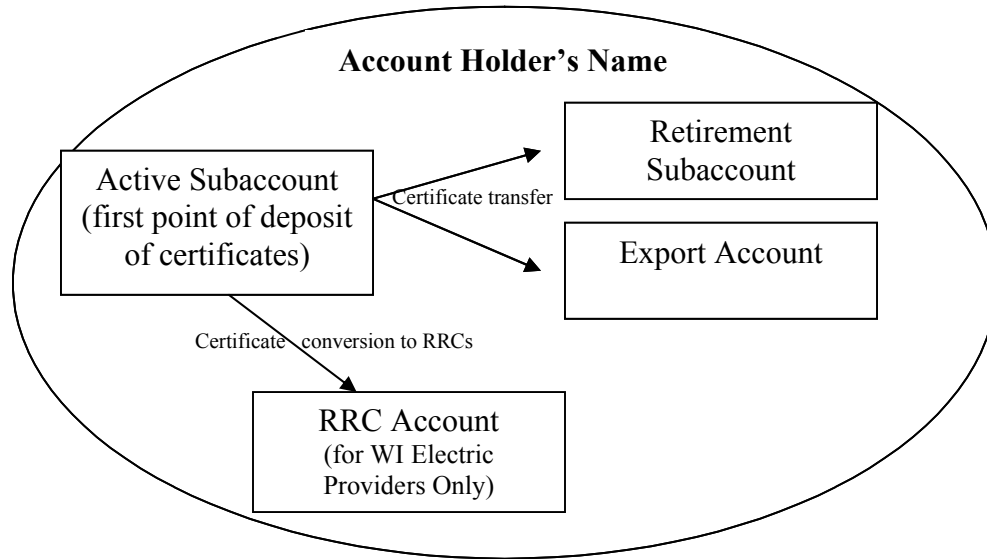 Account Holder's Name
Active Subaccount
(first point of deposit
of certificates)
Certificate transfer
Retirement
Subaccount
Export Account
Certificate conversion to RRCs
RRC Account
(for WI Electric
Providers Only)